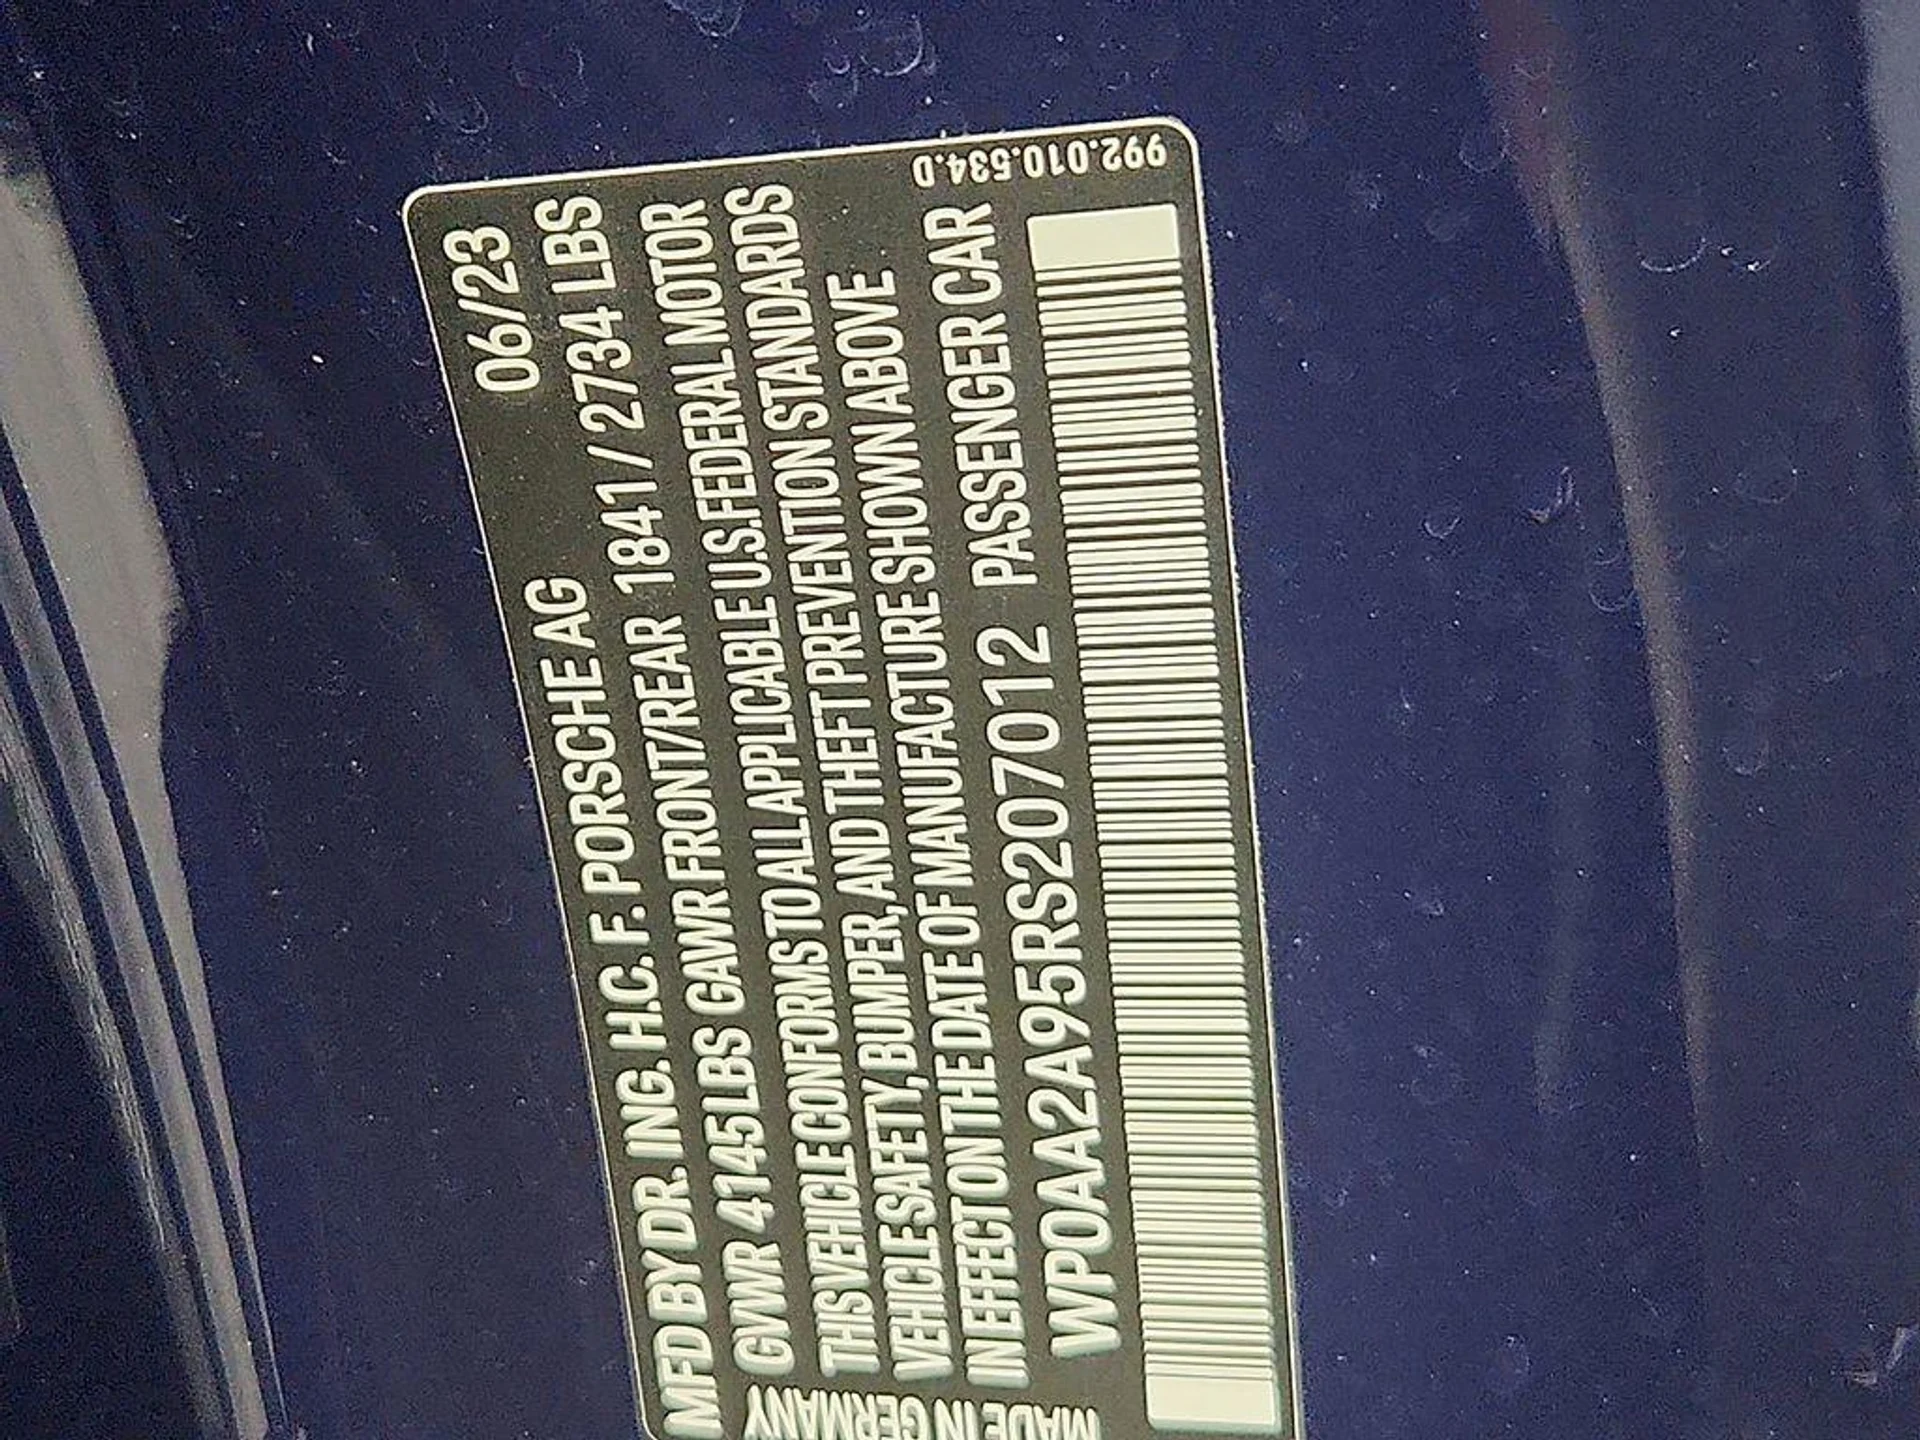 MFD BY DR. ING. H.C. F. PORSCHE AG 06/23
GVWR 4145LBS GAWR FRONT/REAR 1841 / 2734 LBS
THIS VEHICLE CONFORMS TO ALL APPLICABLE U.S. FEDERAL MOTOR
VEHICLE SAFETY, BUMPER, AND THEFT PREVENTION STANDARDS
IN EFFECT ON THE DATE OF MANUFACTURE SHOWN ABOVE
WP0AA2A95RS207012 PASSENGER CAR
MADE IN GERMANY
992.010.534.D